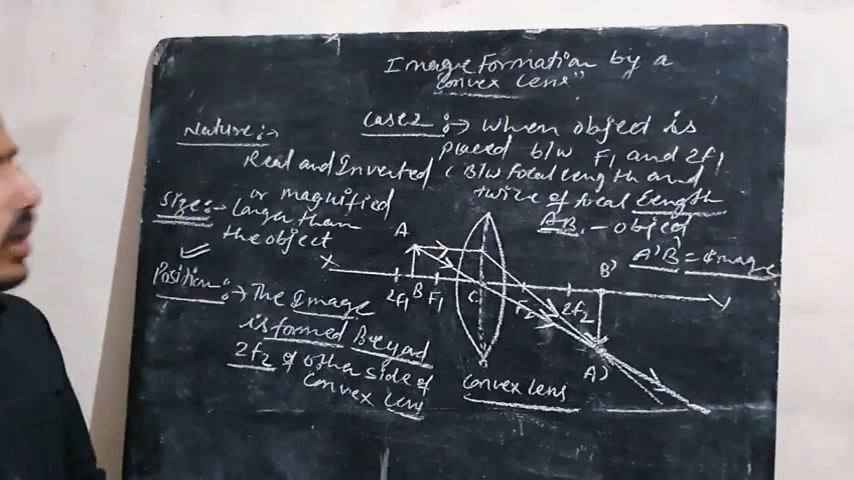 Image Formation by a
Convex Lens"
Case2 :→ When object is
placed b/w F1 and 2f1
(B/w Focal length and
twice of focal Length
AB - object
A'B' = Image
Nature:→
Real and Inverted
Size:→ or magnified
larger than
the object
Position:→ The Image
is formed Beyond
2F2 of other side of
Convex Lens
A
X
2F1
B
F1
C
F2
2F2
B'
Y
A'
Convex Lens